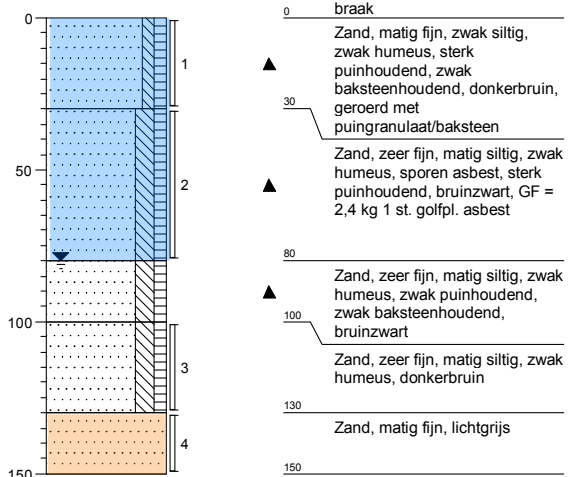 0
50
100
150
1
2
3
4
0
braak
Zand, matig fijn, zwak siltig,
zwak humeus, sterk
puinhoudend, zwak
baksteenhoudend, donkerbruin,
geroerd met
puingranulaat/baksteen
30
Zand, zeer fijn, matig siltig, zwak
humeus, sporen asbest, sterk
puinhoudend, bruinzwart, GF =
2,4 kg 1 st. golfpl. asbest
80
Zand, zeer fijn, matig siltig, zwak
humeus, zwak puinhoudend,
zwak baksteenhoudend,
bruinzwart
100
Zand, zeer fijn, matig siltig, zwak
humeus, donkerbruin
130
Zand, matig fijn, lichtgrijs
150